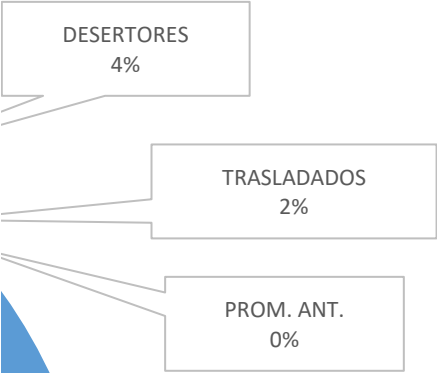 DESERTORES
4%
TRASLADADOS
2%
PROM. ANT.
0%